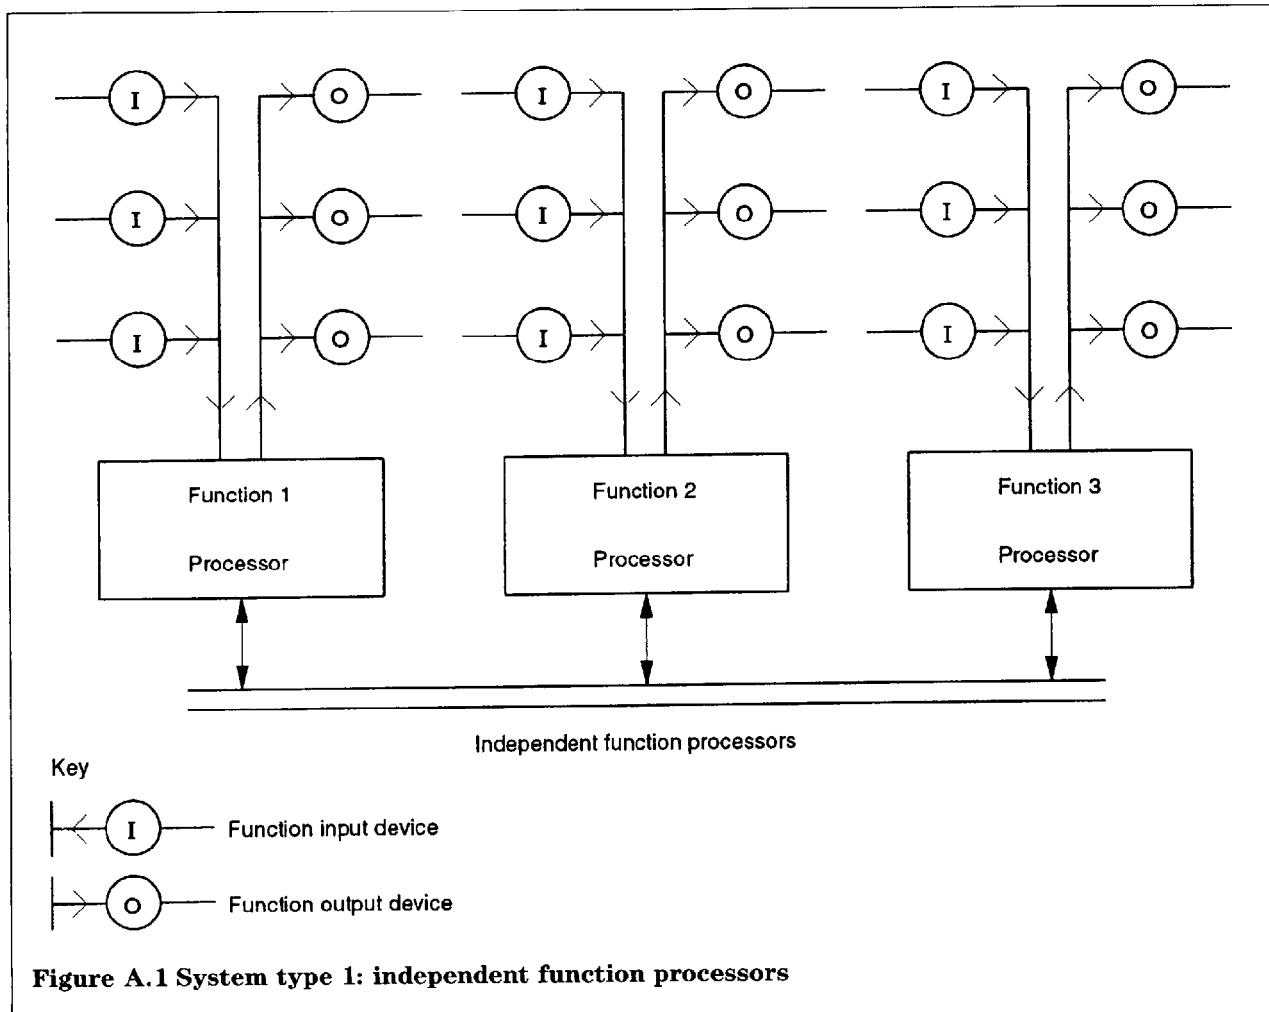 I O I O I O
I O I O I O
I O I O I O
Function 1
Processor
Function 2
Processor
Function 3
Processor
Independent function processors
Key
I Function input device
O Function output device
Figure A.1 System type 1: independent function processors